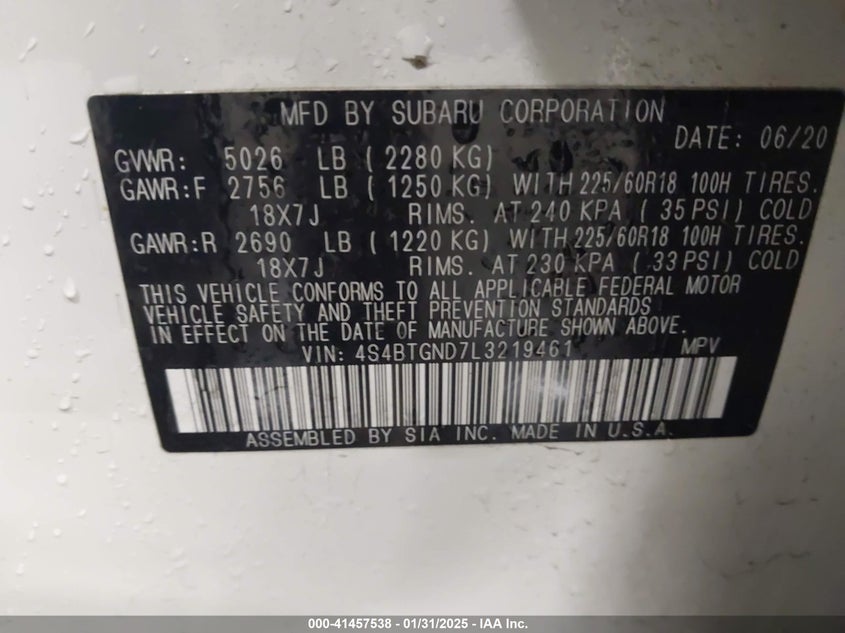 MFD BY SUBARU CORPORATION
DATE: 06/20
GVWR: 5026 LB ( 2280 KG)
GAWR:F 2756 LB ( 1250 KG) WITH 225/60R18 100H TIRES.
18X7J RIMS. AT 240 KPA ( 35 PSI) COLD
GAWR:R 2690 LB ( 1220 KG) WITH 225/60R18 100H TIRES.
18X7J RIMS. AT 230 KPA ( 33 PSI) COLD
THIS VEHICLE CONFORMS TO ALL APPLICABLE FEDERAL MOTOR
VEHICLE SAFETY AND THEFT PREVENTION STANDARDS
IN EFFECT ON THE DATE OF MANUFACTURE SHOWN ABOVE.
VIN: 4S4BTGND7L3219461 MPV
ASSEMBLED BY SIA INC. MADE IN U.S.A.
000-41457538 - 01/31/2025 - IAA Inc.